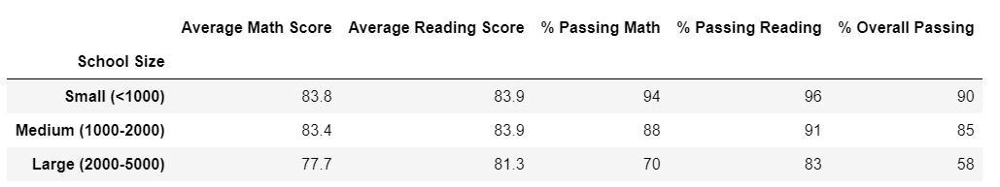 Average Math Score Average Reading Score % Passing Math % Passing Reading % Overall Passing
School Size
Small (<1000) 83.8 83.9 94 96 90
Medium (1000-2000) 83.4 83.9 88 91 85
Large (2000-5000) 77.7 81.3 70 83 58